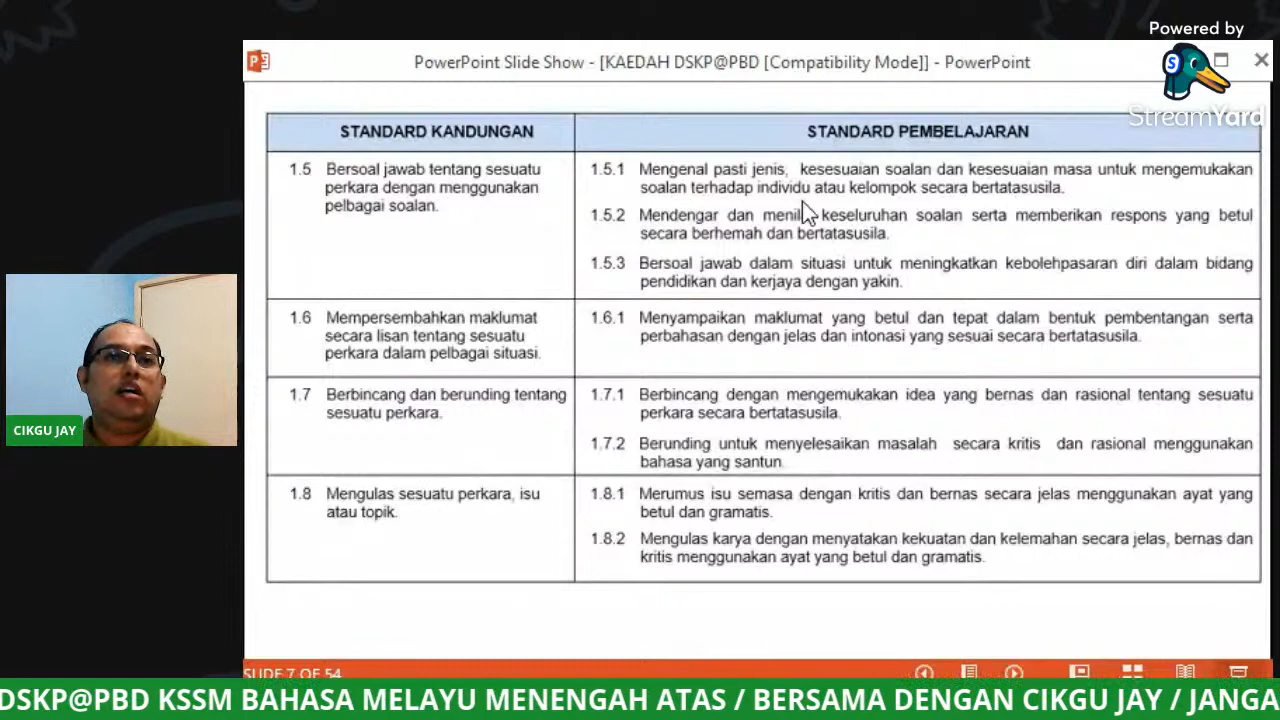 Powered by
PowerPoint Slide Show - [KAEDAH DSKP@PBD [Compatibility Mode]] - PowerPoint
StreamYard
STANDARD KANDUNGAN
STANDARD PEMBELAJARAN
1.5 Bersoal jawab tentang sesuatu
perkara dengan menggunakan
pelbagai soalan.
1.5.1 Mengenal pasti jenis, kesesuaian soalan dan kesesuaian masa untuk mengemukakan
soalan terhadap individu atau kelompok secara bertatasusila.
1.5.2 Mendengar dan menilai keseluruhan soalan serta memberikan respons yang betul
secara berhemah dan bertatasusila.
1.5.3 Bersoal jawab dalam situasi untuk meningkatkan kebolehpasaran diri dalam bidang
pendidikan dan kerjaya dengan yakin.
1.6 Mempersembahkan maklumat
secara lisan tentang sesuatu
perkara dalam pelbagai situasi.
1.6.1 Menyampaikan maklumat yang betul dan tepat dalam bentuk pembentangan serta
perbahasan dengan jelas dan intonasi yang sesuai secara bertatasusila.
1.7 Berbincang dan berunding tentang
sesuatu perkara.
1.7.1 Berbincang dengan mengemukakan idea yang bernas dan rasional tentang sesuatu
perkara secara bertatasusila.
1.7.2 Berunding untuk menyelesaikan masalah secara kritis dan rasional menggunakan
bahasa yang santun.
1.8 Mengulas sesuatu perkara, isu
atau topik.
1.8.1 Merumus isu semasa dengan kritis dan bernas secara jelas menggunakan ayat yang
betul dan gramatis.
1.8.2 Mengulas karya dengan menyatakan kekuatan dan kelemahan secara jelas, bernas dan
kritis menggunakan ayat yang betul dan gramatis.
CIKGU JAY
SLIDE 7 OF 54
DSKP@PBD KSSM BAHASA MELAYU MENENGAH ATAS / BERSAMA DENGAN CIKGU JAY / JANGA